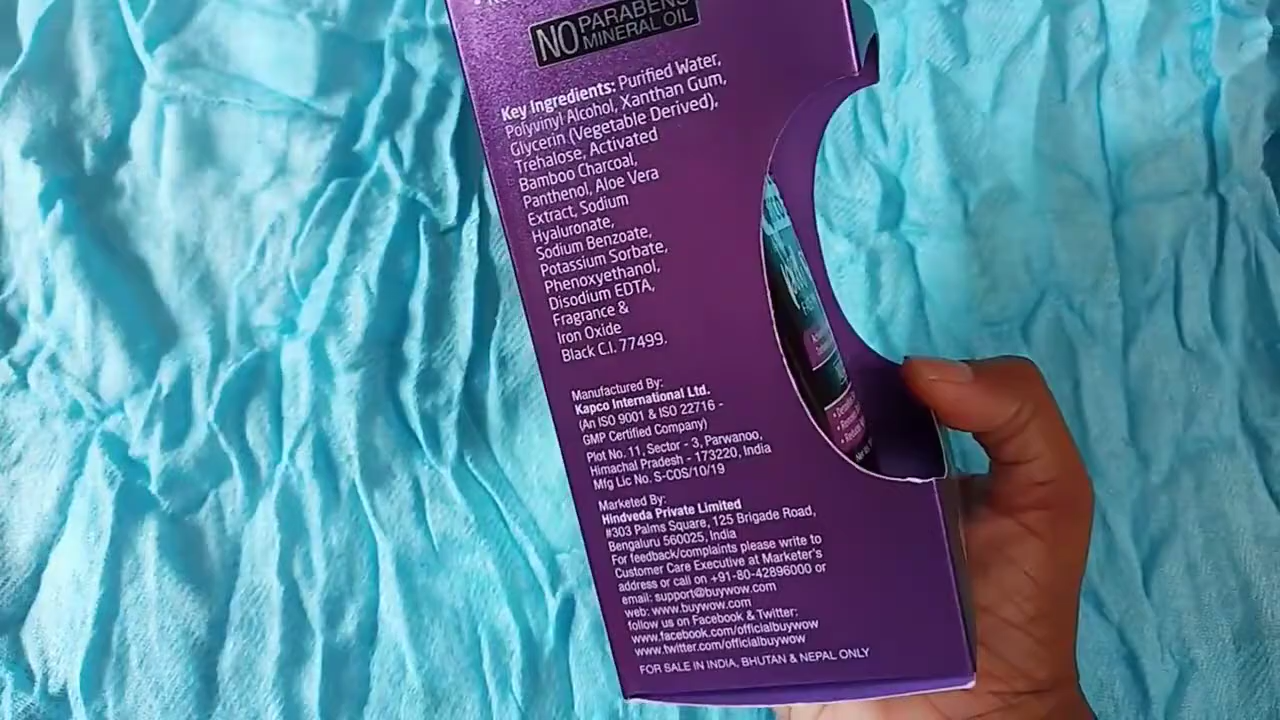 NO PARABENS
MINERAL OIL
Key Ingredients: Purified Water,
Polyvinyl Alcohol, Xanthan Gum,
Glycerin (Vegetable Derived),
Trehalose, Activated
Bamboo Charcoal,
Panthenol, Aloe Vera
Extract, Sodium
Hyaluronate,
Sodium Benzoate,
Potassium Sorbate,
Phenoxyethanol,
Disodium EDTA,
Fragrance &
Iron Oxide
Black C.I. 77499.
Manufactured By:
Kapco International Ltd.
(An ISO 9001 & ISO 22716 -
GMP Certified Company)
Plot No. 11, Sector - 3, Parwanoo,
Himachal Pradesh - 173220, India
Mfg Lic No. S-COS/10/19
Marketed By:
Hindveda Private Limited
#303 Palms Square, 125 Brigade Road,
Bengaluru 560025, India
For feedback/complaints please write to
Customer Care Executive at Marketer's
address or call on +91-80-42896000 or
email: support@buywow.com
web: www.buywow.com
follow us on Facebook & Twitter:
www.facebook.com/officialbuywow
www.twitter.com/officialbuywow
FOR SALE IN INDIA, BHUTAN & NEPAL ONLY